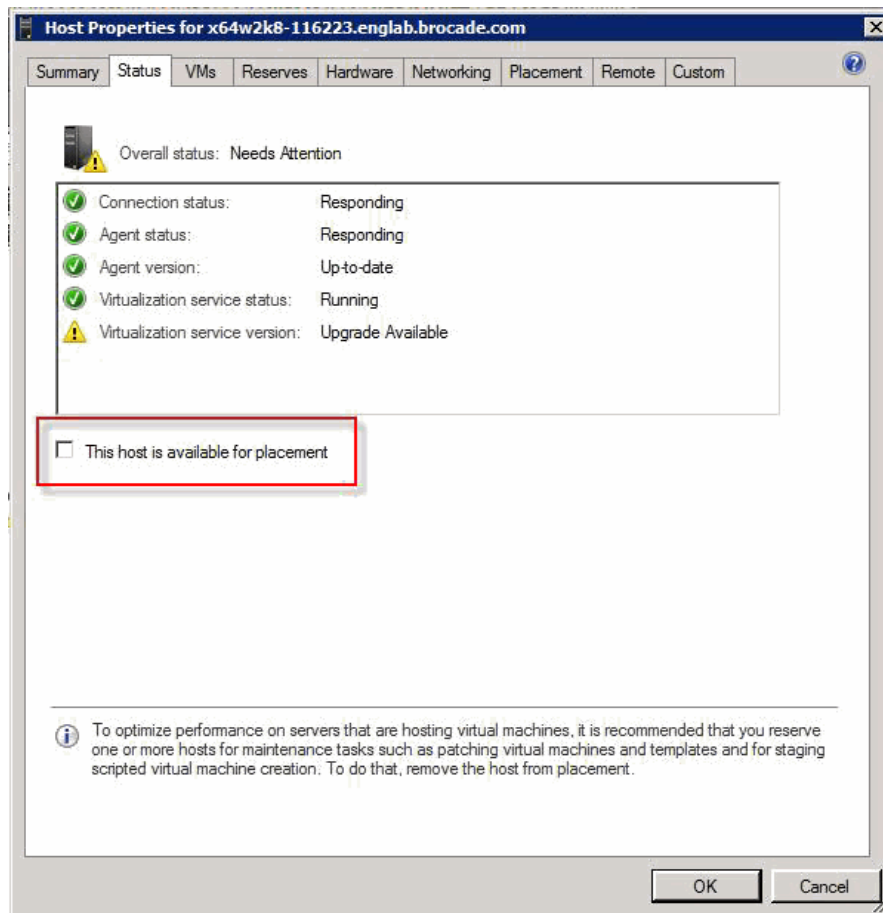 Host Properties for x64w2k8-116223.englab.brocade.com
Summary Status VMs Reserves Hardware Networking Placement Remote Custom
Overall status: Needs Attention
Connection status: Responding
Agent status: Responding
Agent version: Up-to-date
Virtualization service status: Running
Virtualization service version: Upgrade Available
This host is available for placement
To optimize performance on servers that are hosting virtual machines, it is recommended that you reserve
one or more hosts for maintenance tasks such as patching virtual machines and templates and for staging
scripted virtual machine creation. To do that, remove the host from placement.
OK Cancel